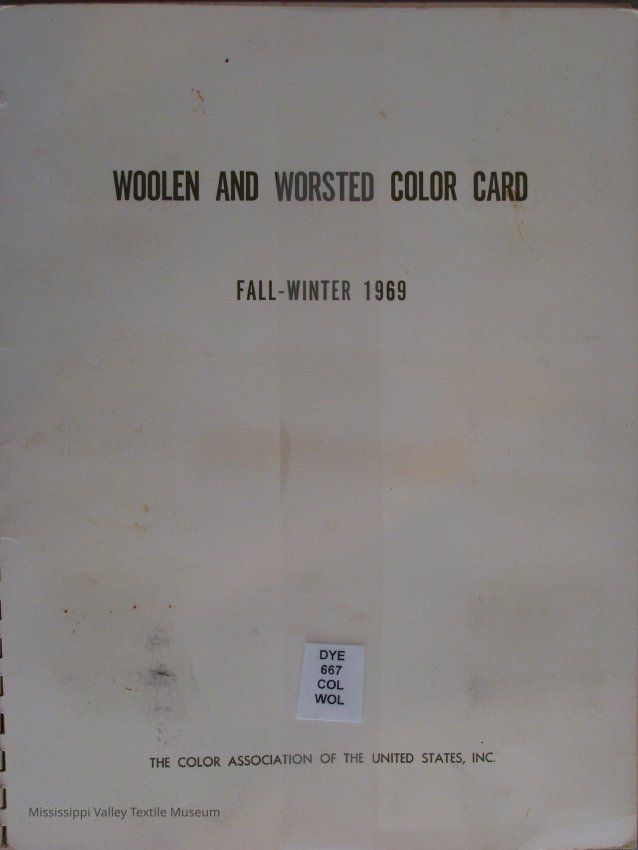 WOOLEN AND WORSTED COLOR CARD
FALL-WINTER 1969
DYE
667
COL
WOL
THE COLOR ASSOCIATION OF THE UNITED STATES, INC.
Mississippi Valley Textile Museum